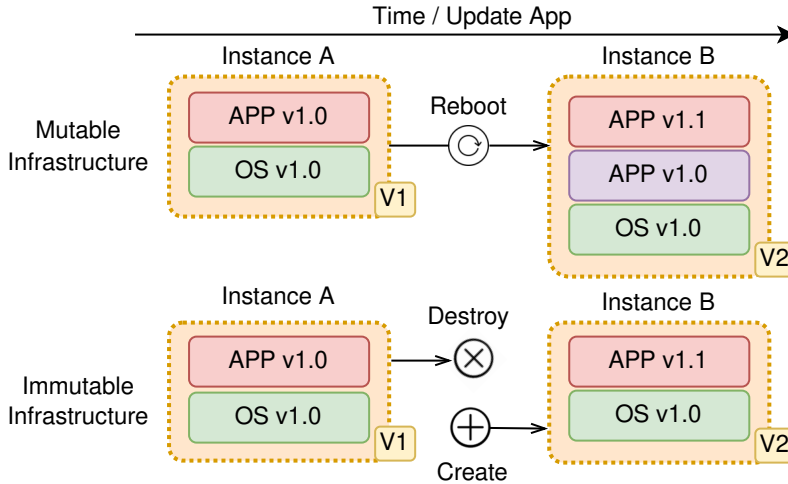 Time / Update App
Instance A
Instance B
Mutable
Infrastructure
APP v1.0
OS v1.0
V1
Reboot
APP v1.1
APP v1.0
OS v1.0
V2
Instance A
Instance B
Immutable
Infrastructure
APP v1.0
OS v1.0
V1
Destroy
Create
APP v1.1
OS v1.0
V2